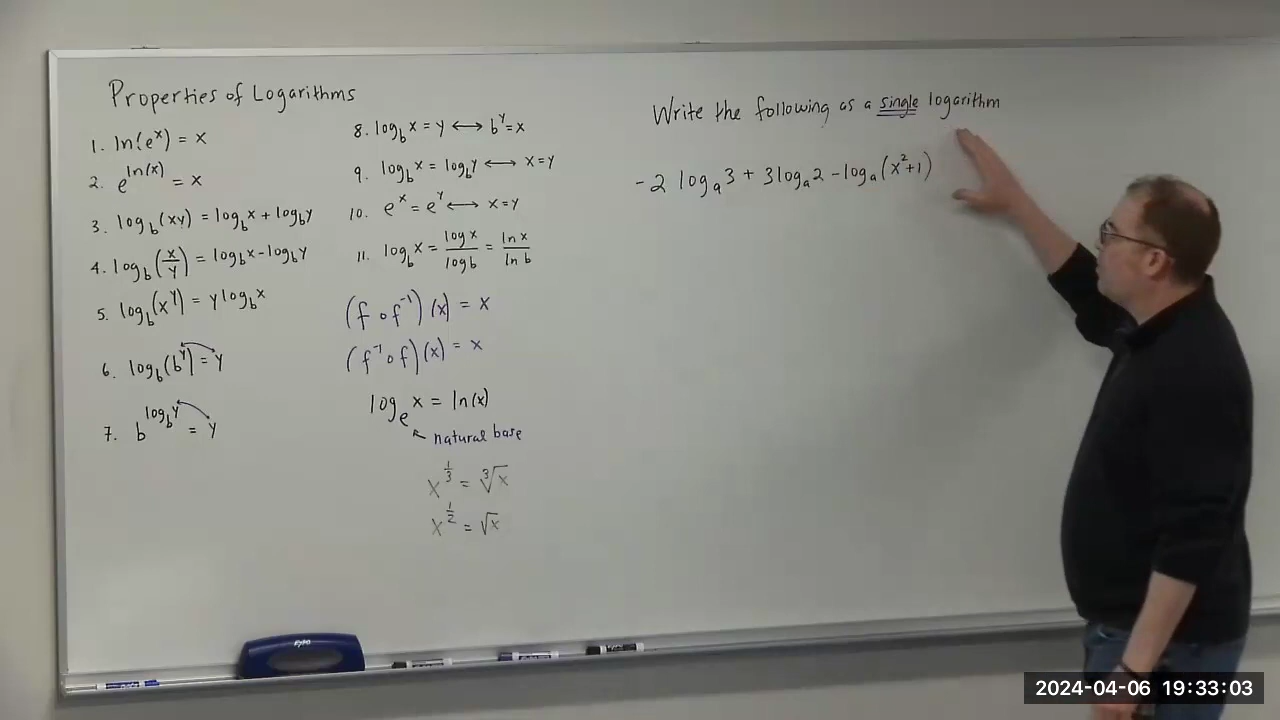 Properties of Logarithms
1. ln(e^x) = x
2. e^ln(x) = x
3. log_b(xy) = log_b x + log_b y
4. log_b(x/y) = log_b x - log_b y
5. log_b(x^y) = y log_b x
6. log_b(b^y) = y
7. b^log_b y = y
8. log_b x = y ⟷ b^y = x
9. log_b x = log_b y ⟷ x = y
10. e^x = e^y ⟷ x = y
11. log_b x = log x / log b = ln x / ln b
(f ∘ f^-1)(x) = x
(f^-1 ∘ f)(x) = x
log_e x = ln(x)
natural base
x^1/3 = ∛x
x^1/2 = √x
Write the following as a single logarithm
-2 log_a 3 + 3 log_a 2 - log_a (x²+1)
Expo
2024-04-06 19:33:03